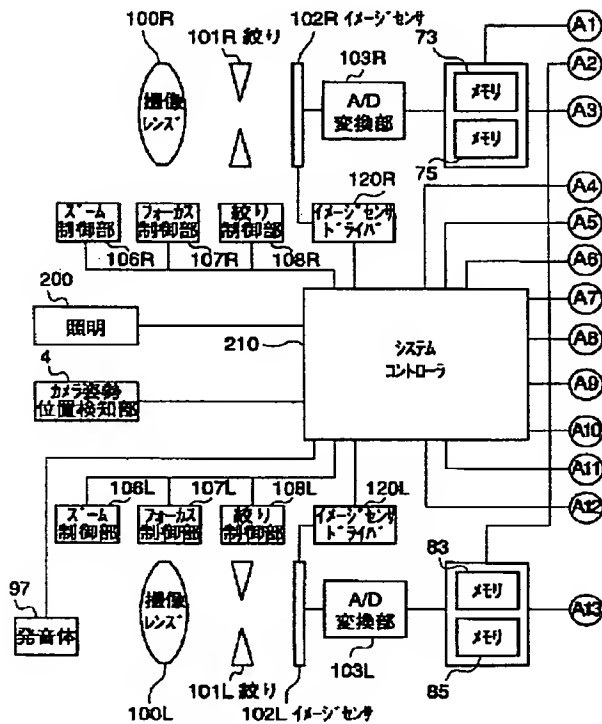 100R
101R 絞り
102R イメージセンサ
103R
73
A1
A2
撮像
レンズ
A/D
変換部
メモリ
メモリ
A3
75
120R
A4
ズーム
制御部
フォーカス
制御部
絞り
制御部
イメージセンサ
ドライバ
A5
106R
107R
108R
A6
200
照明
210
システム
コントローラ
A7
A8
4
カメラ姿勢
位置検知部
A9
A10
A11
106L
107L
108L
120L
A12
ズーム
制御部
フォーカス
制御部
絞り
制御部
イメージセンサ
ドライバ
97
発音体
撮像
レンズ
A/D
変換部
83
メモリ
メモリ
A13
100L
101L 絞り
102L イメージセンサ
103L
85